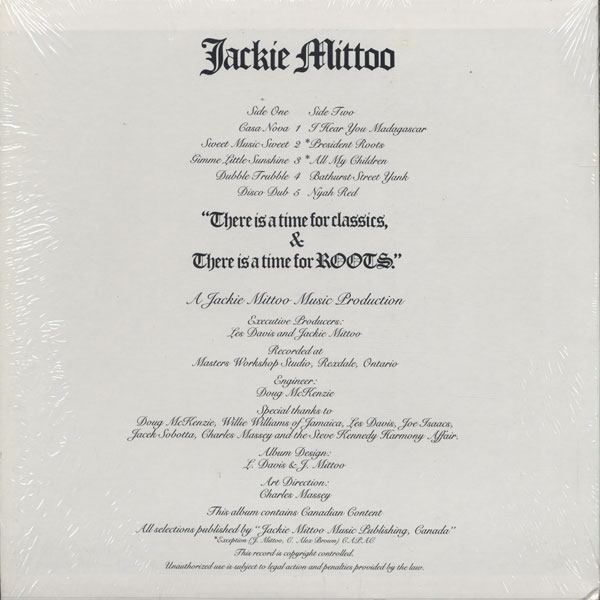 Jackie Mittoo
Side One Side Two
Casa Nova 1 I Hear You Madagascar
Sweet Music Sweet 2 *President Roots
Gimme Little Sunshine 3 *All My Children
Dubble Trubble 4 Bathurst Street Yank
Disco Dub 5 Nyah Red
"There is a time for classics,
&
There is a time for ROOTS."
A Jackie Mittoo Music Production
Executive Producers:
Les Davis and Jackie Mittoo
Recorded at
Masters Workshop Studio, Rexdale, Ontario
Engineer:
Doug McKenzie
Special thanks to
Doug McKenzie, Willie Williams of Jamaica, Les Davis, Joe Isaacs,
Jacek Sobotta, Charles Massey and the Steve Kennedy Harmony Affair.
Album Design:
L. Davis & J. Mittoo
Art Direction:
Charles Massey
This album contains Canadian Content
All selections published by "Jackie Mittoo Music Publishing, Canada"
*Exception (J. Mittoo, C. Alex Brown) C.A.P.A.C
This record is copyright controlled.
Unauthorized use is subject to legal action and penalties provided by the law.